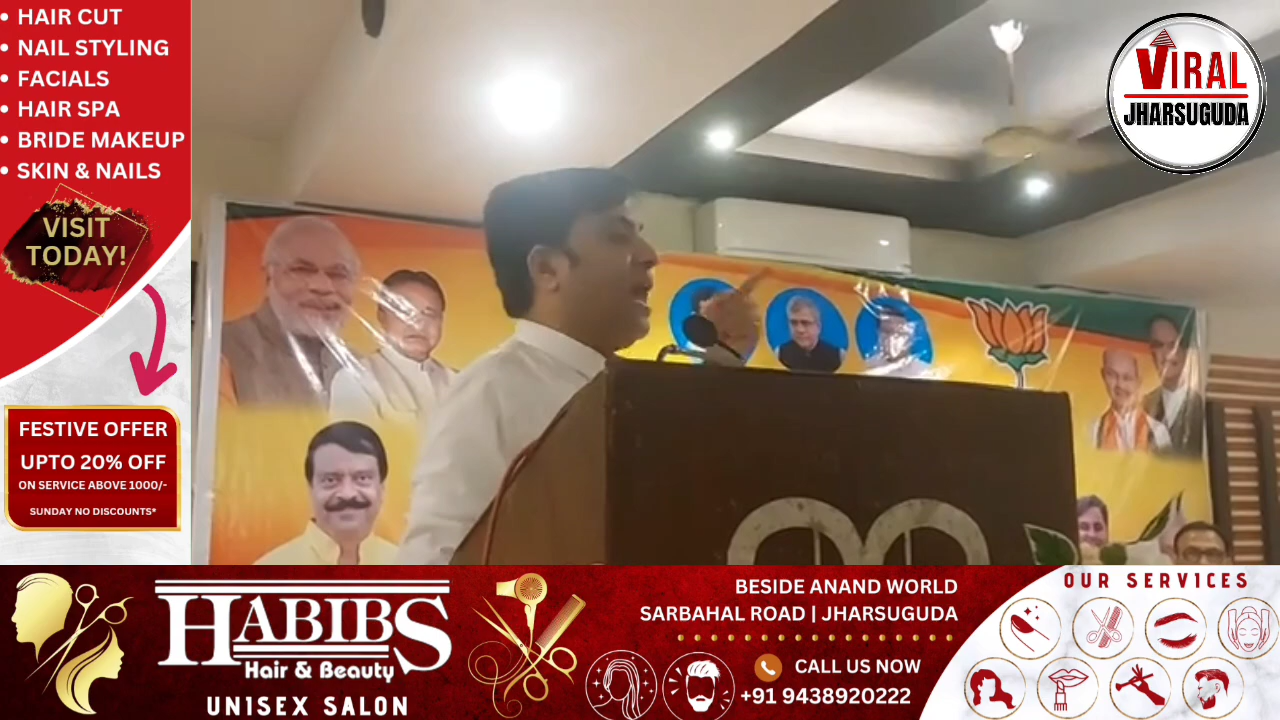 • HAIR CUT
• NAIL STYLING
• FACIALS
• HAIR SPA
• BRIDE MAKEUP
• SKIN & NAILS
VISIT
TODAY!
FESTIVE OFFER
UPTO 20% OFF
ON SERVICE ABOVE 1000/-
SUNDAY NO DISCOUNTS*
VIRAL
JHARSUGUDA
HABIBS
Hair & Beauty
UNISEX SALON
BESIDE ANAND WORLD
SARBAHAL ROAD | JHARSUGUDA
CALL US NOW
+91 9438920222
OUR SERVICES